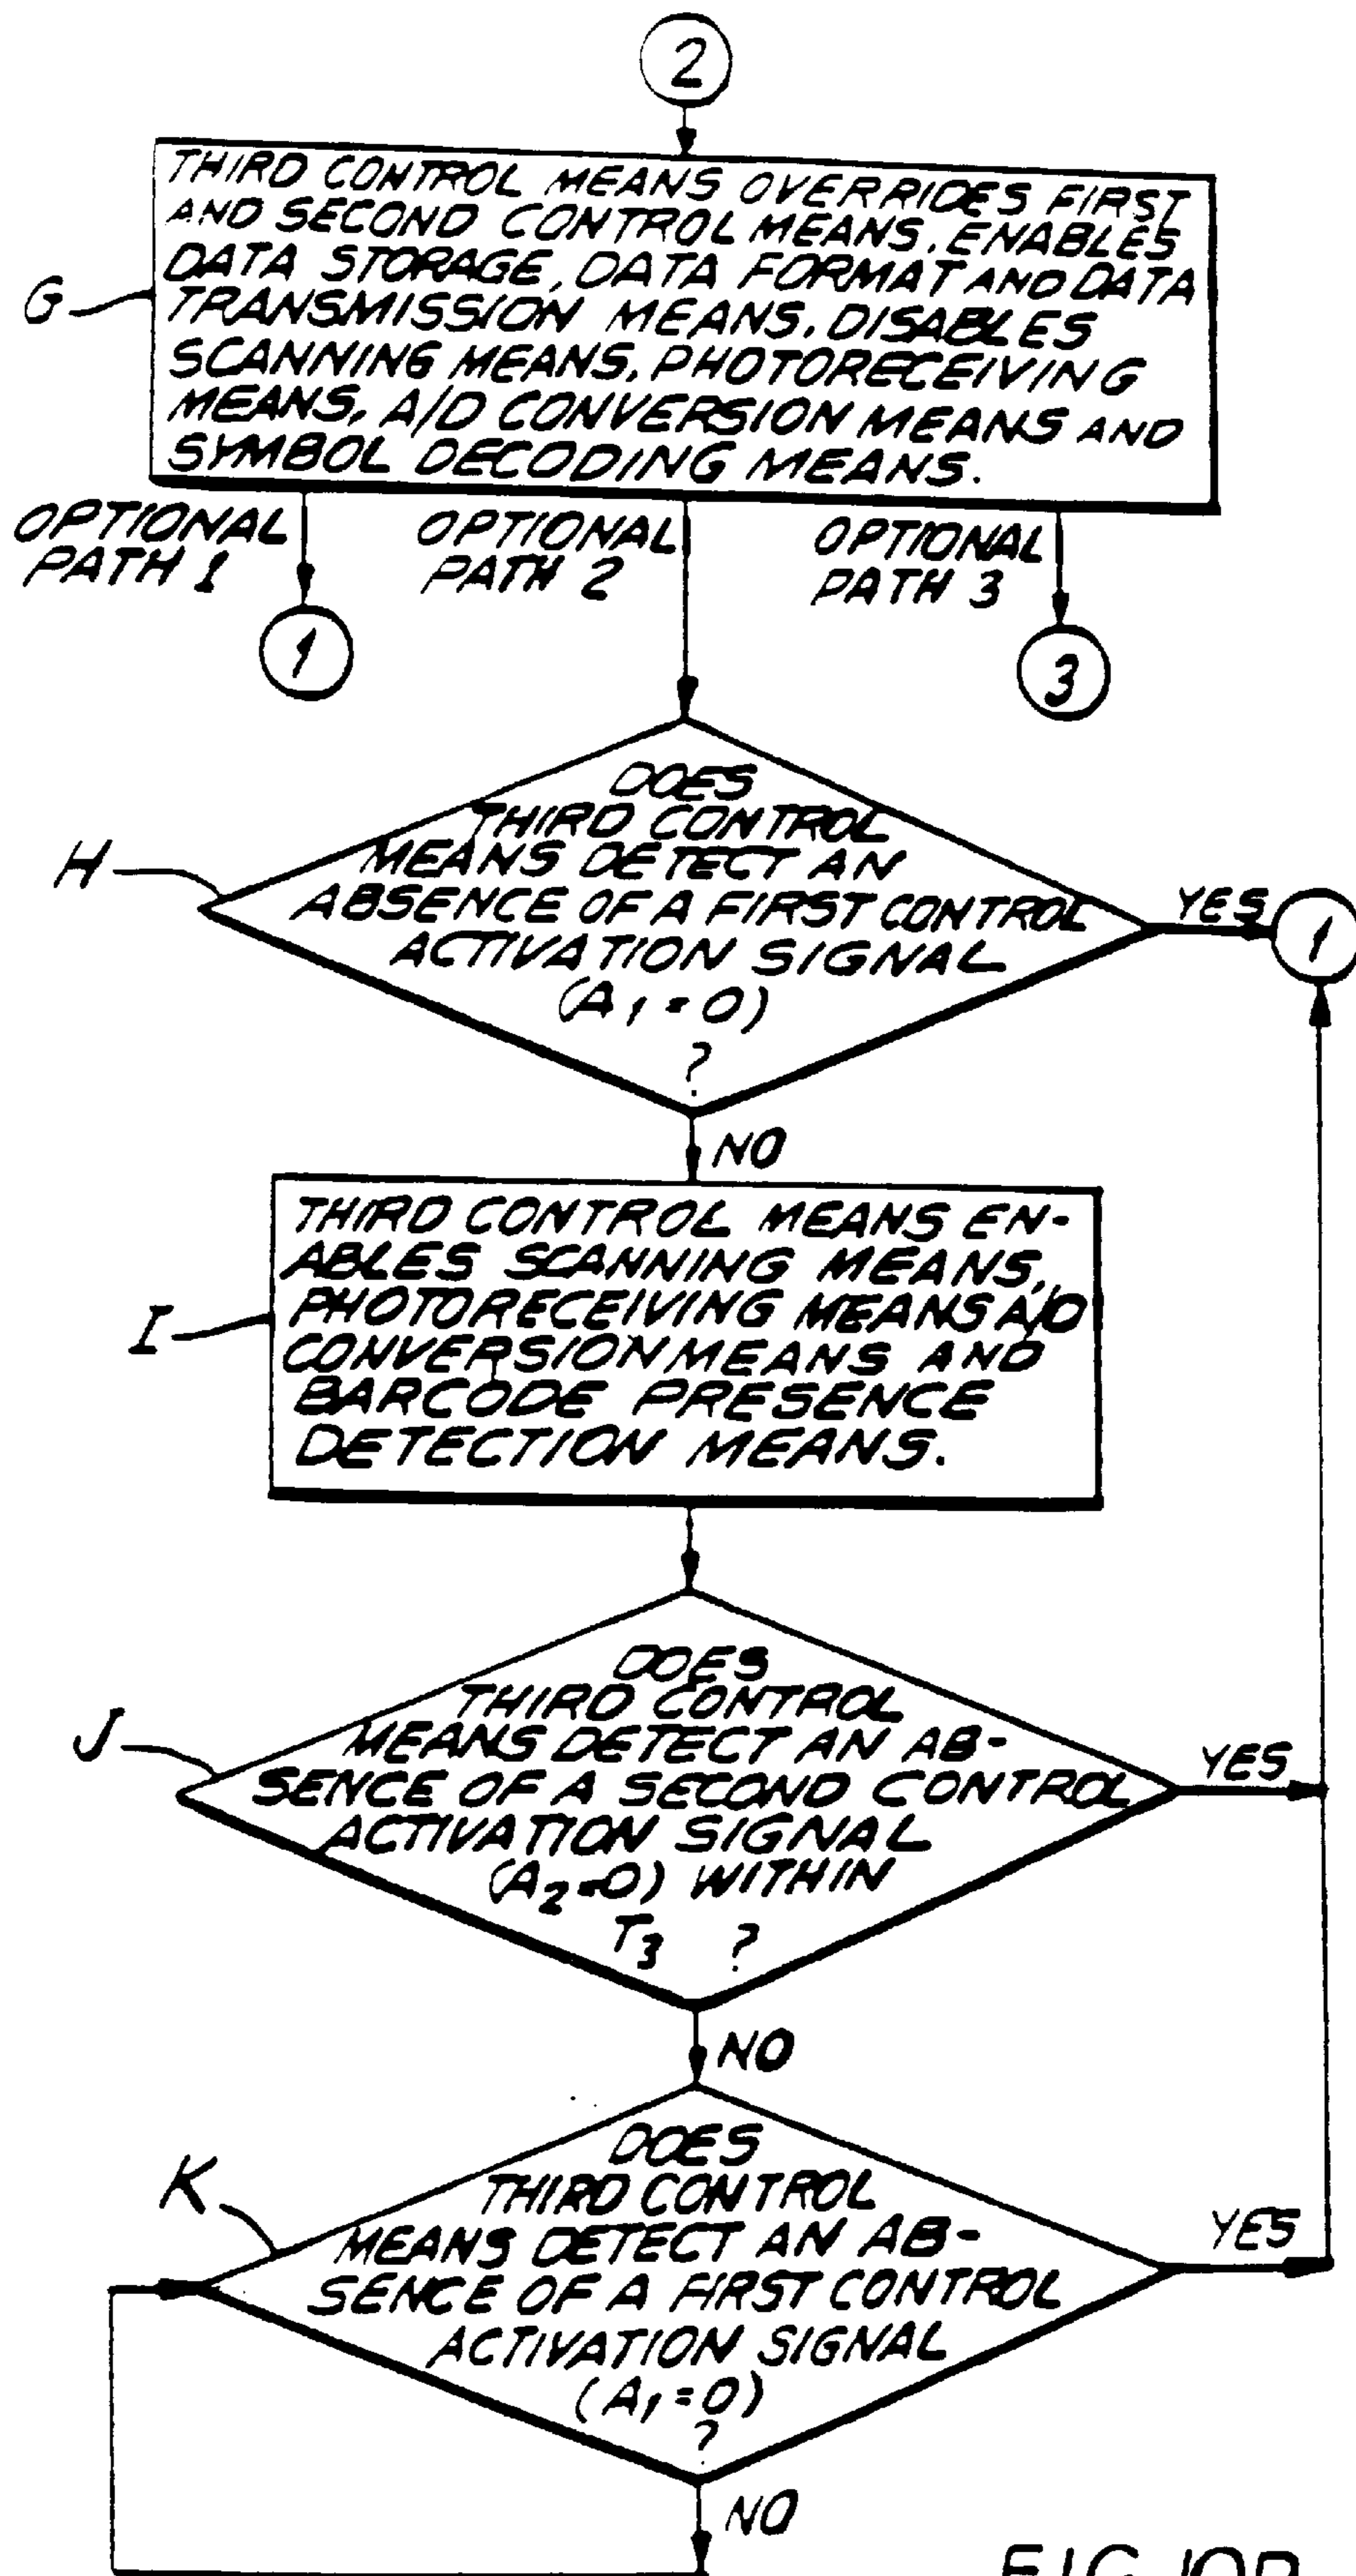 2
THIRD CONTROL MEANS OVERRIDES FIRST
AND SECOND CONTROL MEANS, ENABLES
DATA STORAGE, DATA FORMAT AND DATA
TRANSMISSION MEANS, DISABLES
SCANNING MEANS, PHOTORECEIVING
MEANS, A/D CONVERSION MEANS AND
SYMBOL DECODING MEANS.
G
OPTIONAL
PATH 1
OPTIONAL
PATH 2
OPTIONAL
PATH 3
1
3
DOES
THIRD CONTROL
MEANS DETECT AN
ABSENCE OF A FIRST CONTROL
ACTIVATION SIGNAL
(A1=0)
?
H
YES
1
NO
THIRD CONTROL MEANS EN-
ABLES SCANNING MEANS,
PHOTORECEIVING MEANS A/D
CONVERSION MEANS AND
BARCODE PRESENCE
DETECTION MEANS.
I
DOES
THIRD CONTROL
MEANS DETECT AN AB-
SENCE OF A SECOND CONTROL
ACTIVATION SIGNAL
(A2=0) WITHIN
T3 ?
J
YES
NO
DOES
THIRD CONTROL
MEANS DETECT AN AB-
SENCE OF A FIRST CONTROL
ACTIVATION SIGNAL
(A1=0)
?
K
YES
NO
FIG. 10B